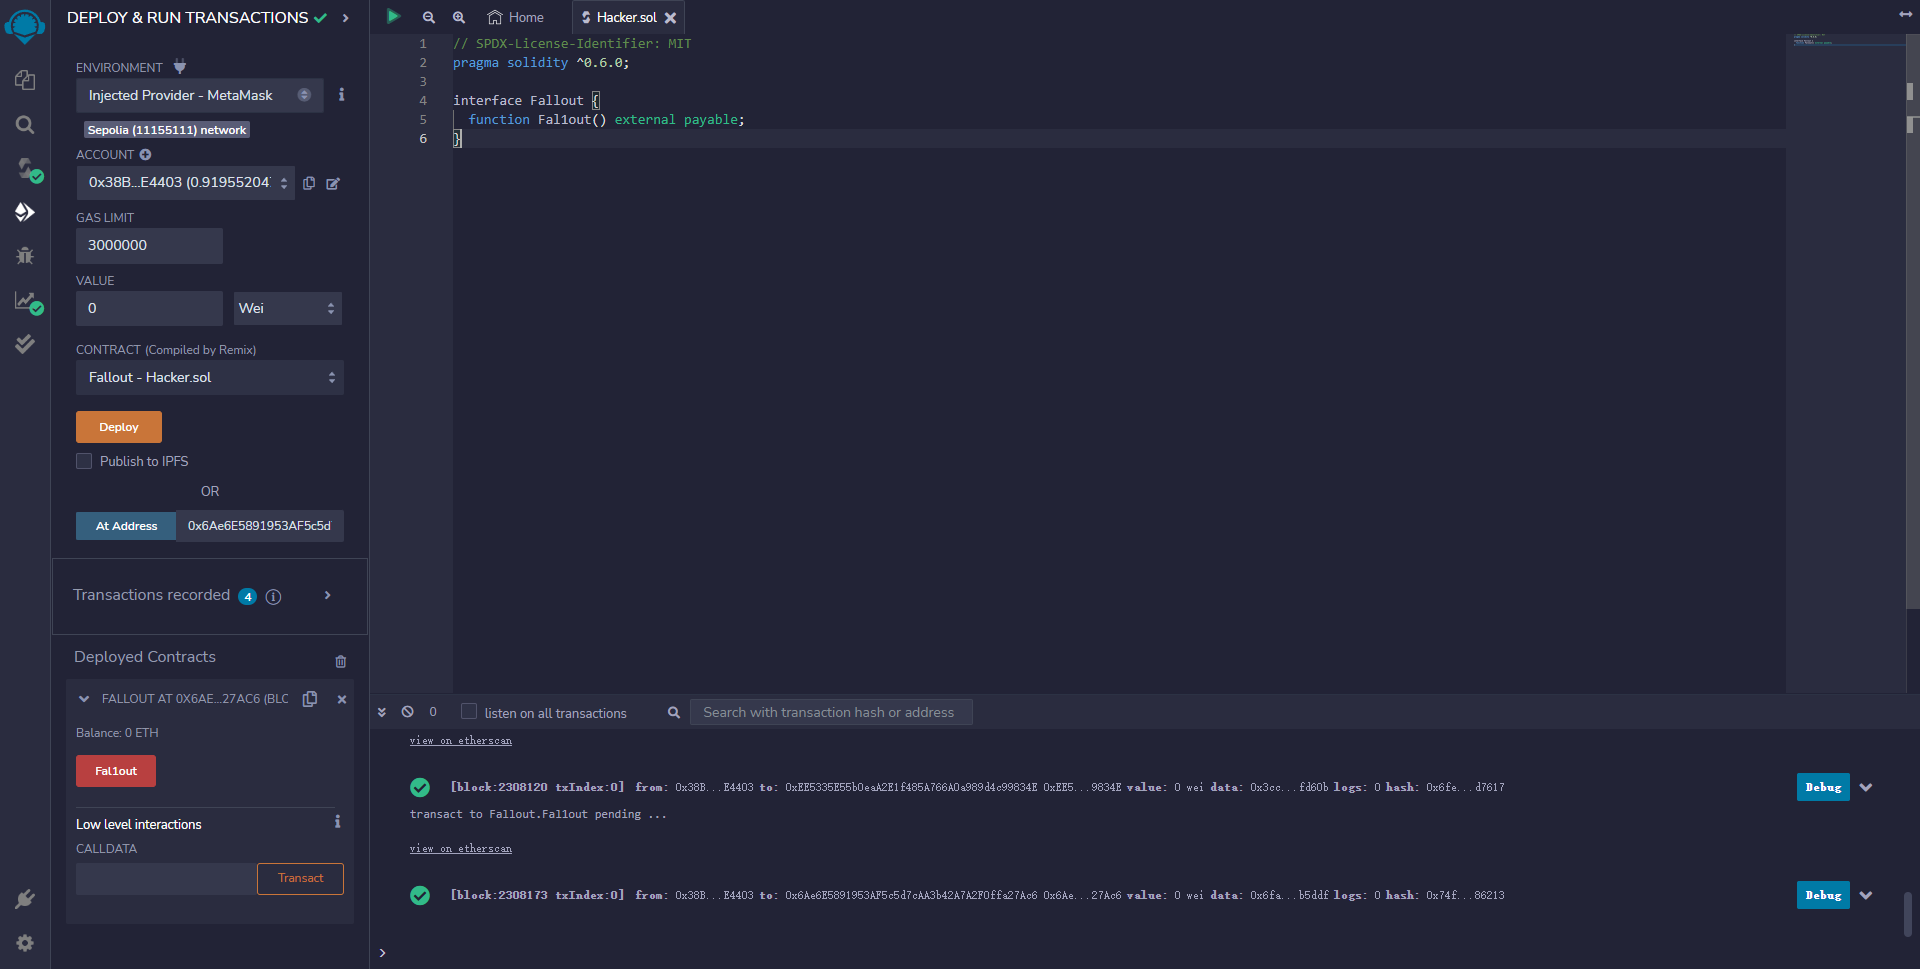 DEPLOY & RUN TRANSACTIONS
ENVIRONMENT
Injected Provider - MetaMask
Sepolia (11155111) network
ACCOUNT
0x38B...E4403 (0.91955204
GAS LIMIT
3000000
VALUE
0
Wei
CONTRACT (Compiled by Remix)
Fallout - Hacker.sol
Deploy
Publish to IPFS
OR
At Address
0x6Ae6E5891953AF5c5d
Transactions recorded 4
Deployed Contracts
FALLOUT AT 0X6AE...27AC6 (BLO
Balance: 0 ETH
Fal1out
Low level interactions
CALLDATA
Transact
Home
Hacker.sol
1 // SPDX-License-Identifier: MIT
2 pragma solidity ^0.6.0;
3
4 interface Fallout {
5 function Fal1out() external payable;
6 }
0
listen on all transactions
Search with transaction hash or address
view on etherscan
[block:2308120 txIndex:0] from: 0x38B...E4403 to: 0xEE5335E55b0eaA2E1f485A766A0a989d4c99834E 0xEE5...9834E value: 0 wei data: 0x3cc...fd60b logs: 0 hash: 0x6fe...d7617
Debug
transact to Fallout.Fal1out pending ...
view on etherscan
[block:2308173 txIndex:0] from: 0x38B...E4403 to: 0x6Ae6E5891953AF5c5d7cAA3b42A7A2F0ffa27Ac6 0x6Ae...27Ac6 value: 0 wei data: 0x6fa...b5ddf logs: 0 hash: 0x74f...86213
Debug
>